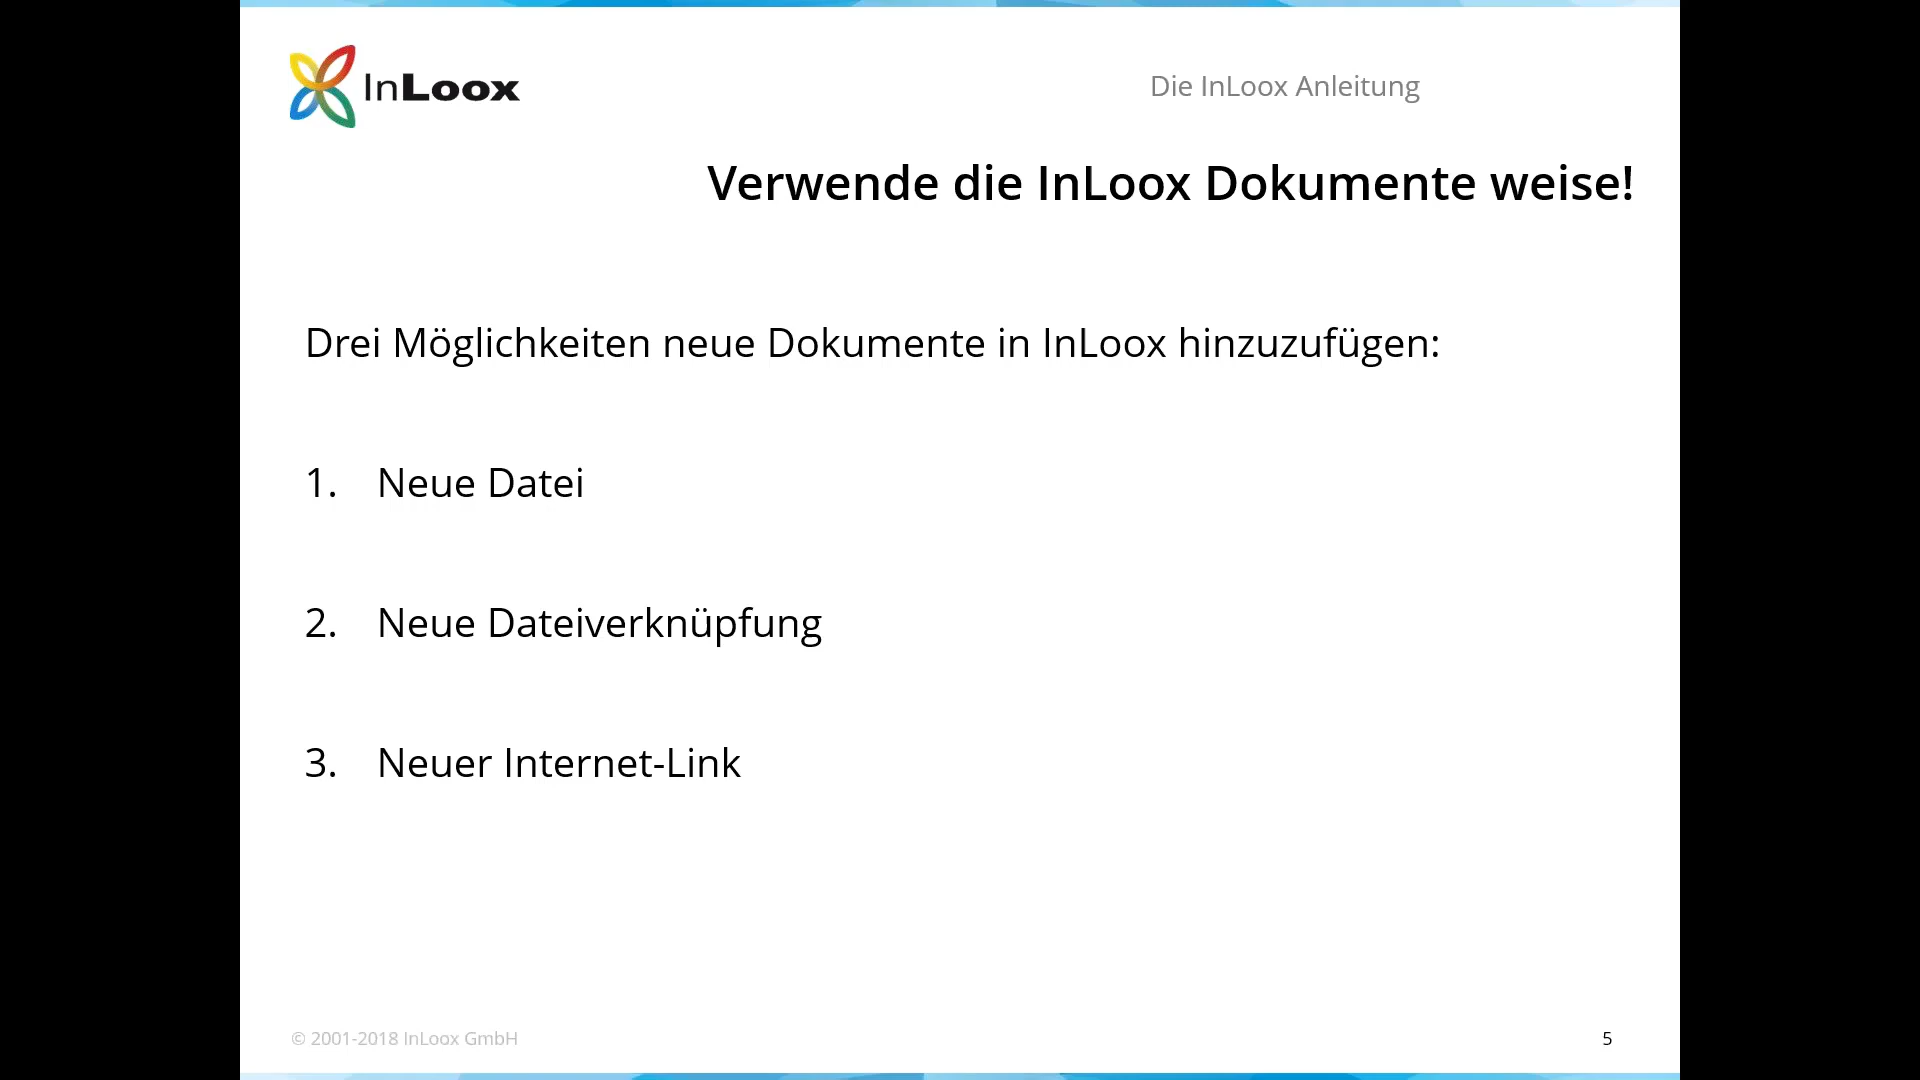 InLoox
Die InLoox Anleitung
Verwende die InLoox Dokumente weise!
Drei Möglichkeiten neue Dokumente in InLoox hinzuzufügen:
1. Neue Datei
2. Neue Dateiverknüpfung
3. Neuer Internet-Link
© 2001-2018 InLoox GmbH
5